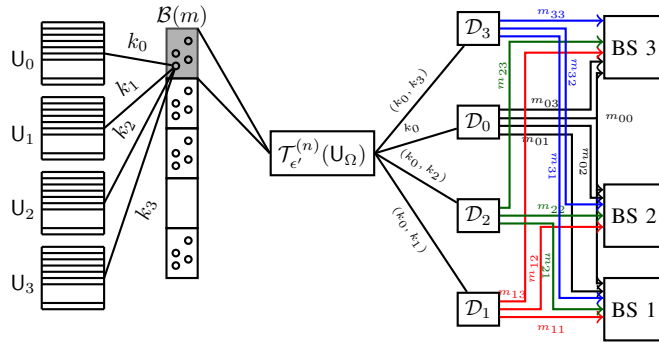 𝓑(m)
U₀
U₁
U₂
U₃
k₀
k₁
k₂
k₃
𝒯_{ϵ′}^{(n)}(U_Ω)
(k₀, k₃)
k₀
(k₀, k₂)
(k₀, k₁)
𝒟₃
𝒟₀
𝒟₂
𝒟₁
m₃₃
m₂₃
m₃₂
m₀₃
m₀₀
m₀₁
m₃₁
m₀₂
m₂₂
m₁₂
m₂₁
m₁₃
m₁₁
BS 3
BS 2
BS 1